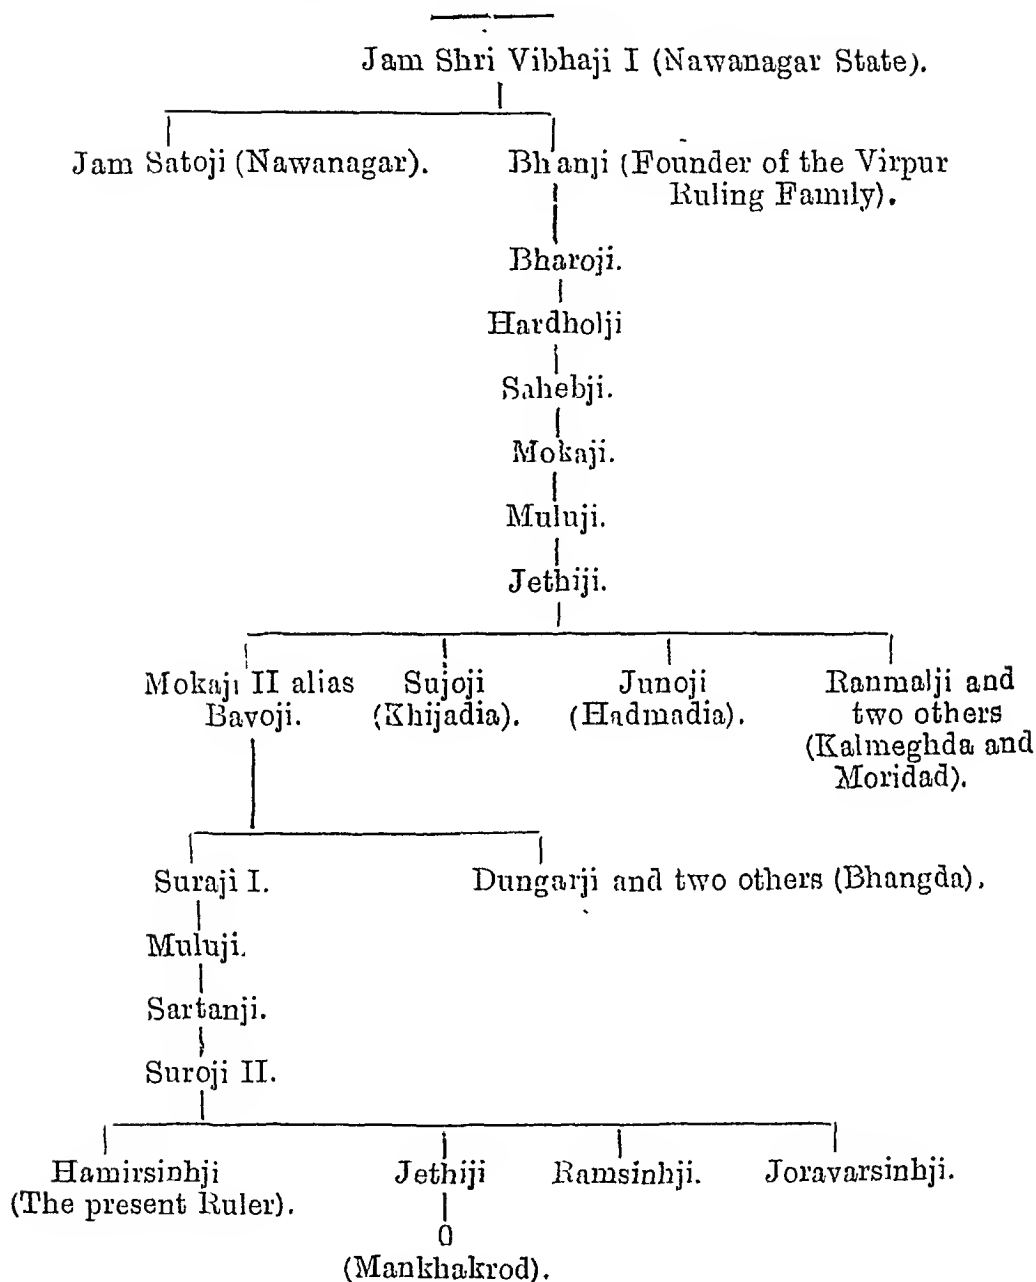 Jam Shri Vibhaji I (Nawanagar State).
Jam Satoji (Nawanagar).
Bhanji (Founder of the Virpur
Ruling Family).
Bharoji.
Hardholji
Sahebji.
Mokaji.
Muluji.
Jethiji.
Mokaji II alias
Bavoji.
Sujoji
(Khijadia).
Junoji
(Hadmadia).
Ranmalji and
two others
(Kalmeghda and
Moridad).
Suraji I.
Dungarji and two others (Bhangda).
Muluji.
Sartanji.
Suroji II.
Hamirsinhji
(The present Ruler).
Jethiji
0
(Mankhakrod).
Ramsinhji.
Joravarsinhji.